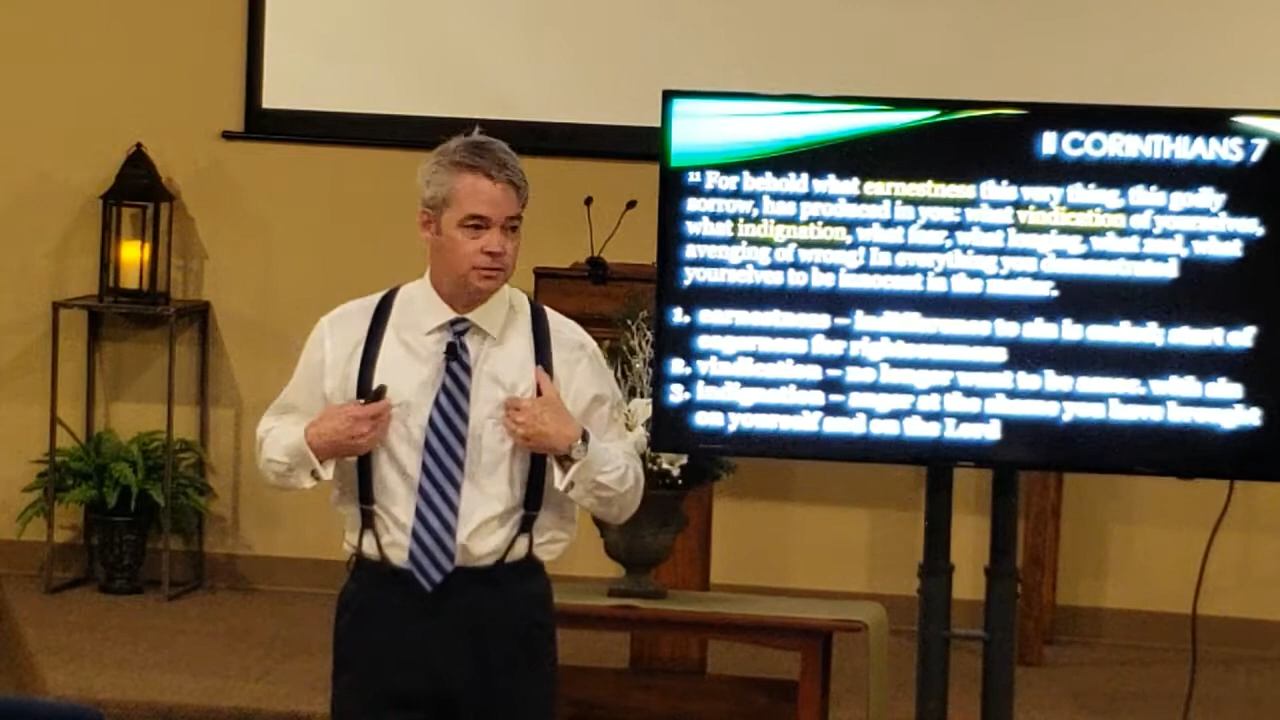 II CORINTHIANS 7
11 For behold what earnestness this very thing, this godly
sorrow, has produced in you: what vindication of yourselves,
what indignation, what fear, what longing, what zeal, what
avenging of wrong! In everything you demonstrated
yourselves to be innocent in the matter.
1. earnestness – indifference to sin is ended; start of
eagerness for righteousness
2. vindication – no longer want to be assoc. with sin
3. indignation – anger at the shame you have brought
on yourself and on the Lord